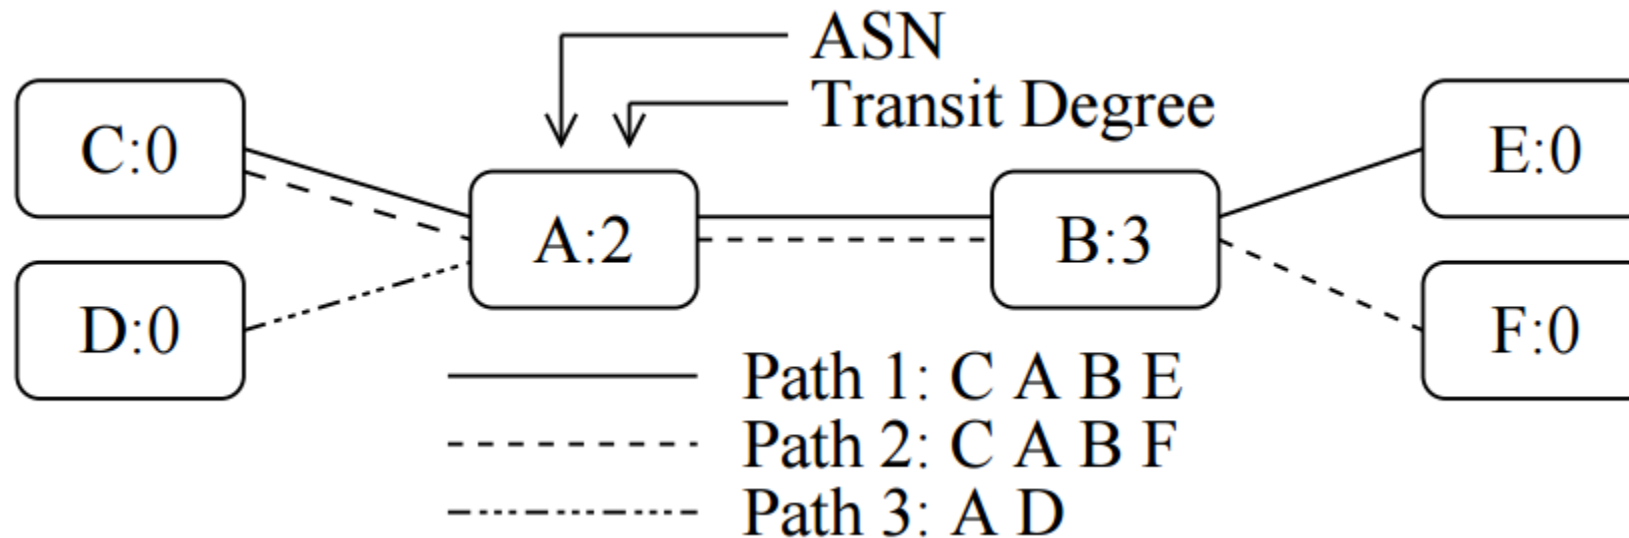 ASN
Transit Degree
C:0
E:0
A:2
B:3
D:0
F:0
Path 1: C A B E
Path 2: C A B F
Path 3: A D